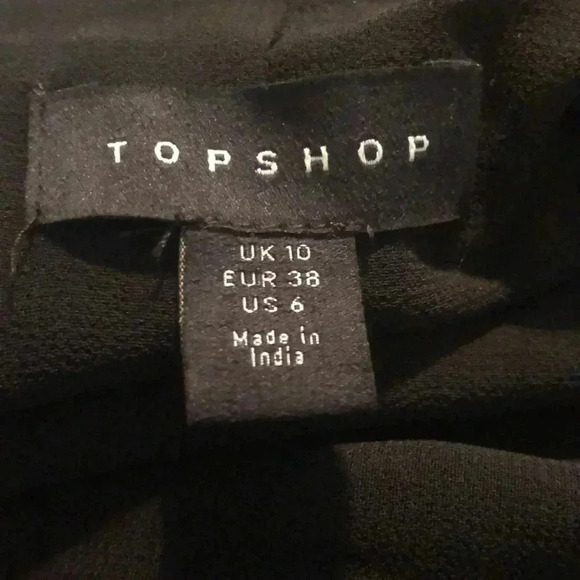 TOPSHOP
UK 10
EUR 38
US 6
Made in
India